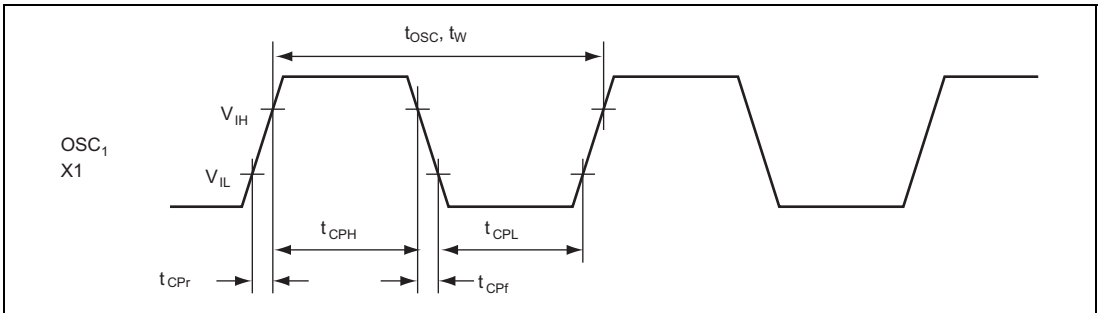 tOSC, tW
VIH
OSC1
X1
VIL
tCPH
tCPL
tCPr
tCPf